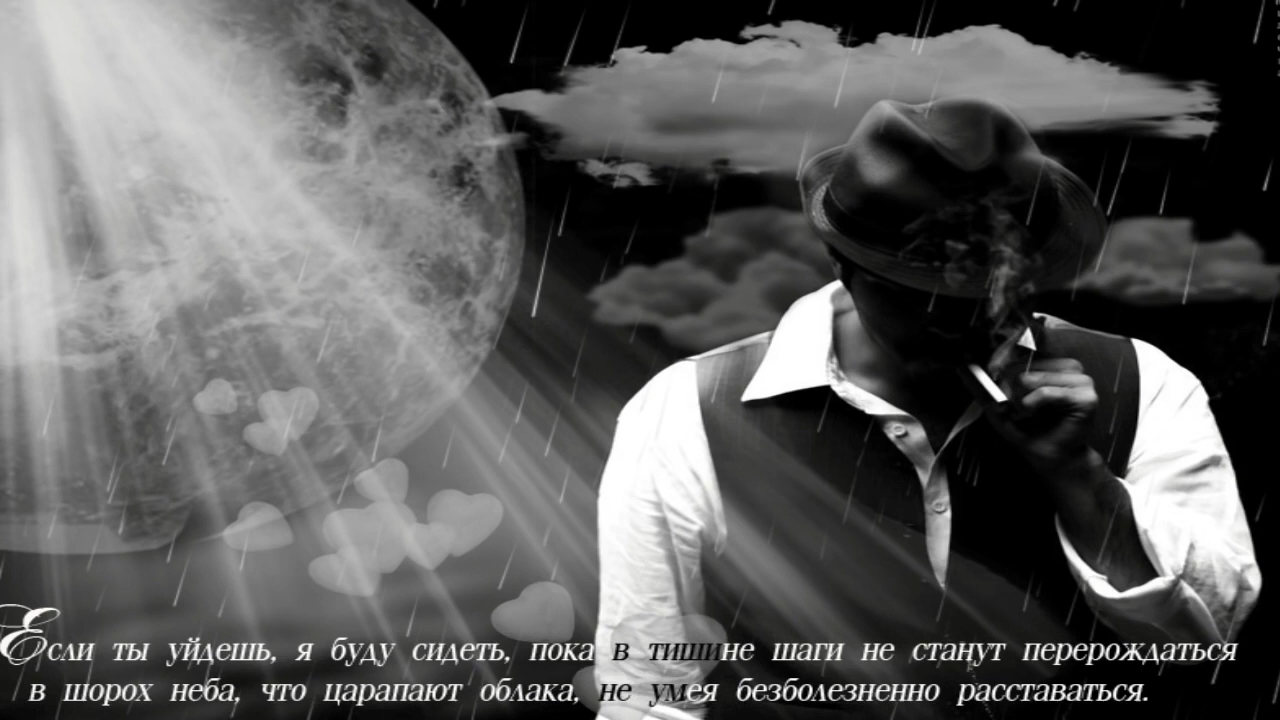 Если ты уйдешь, я буду сидеть, пока в тишине шаги не станут перерождаться
в шорох неба, что царапают облака, не умея безболезненно расставаться.